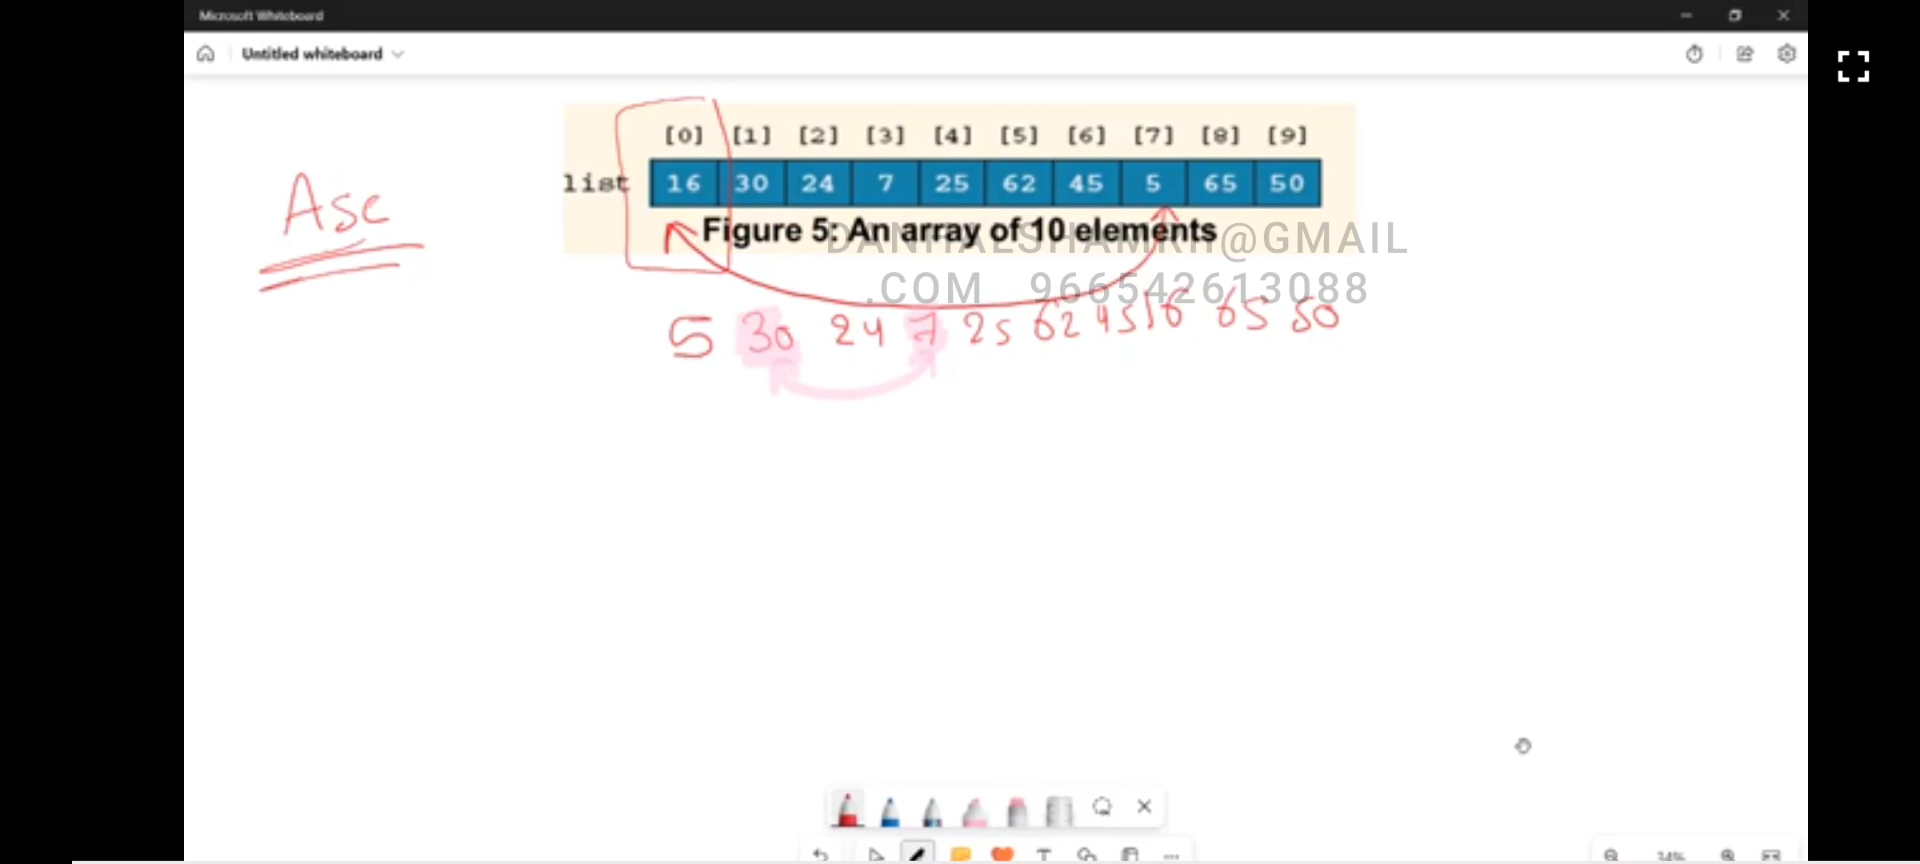 Microsoft Whiteboard
Untitled whiteboard
[0] [1] [2] [3] [4] [5] [6] [7] [8] [9]
list 16 30 24 7 25 62 45 5 65 50
Asc
Figure 5: An array of 10 elements
@GMAIL
.COM 966542613088
5 30 24 7 25 62 45 16 65 50
34%